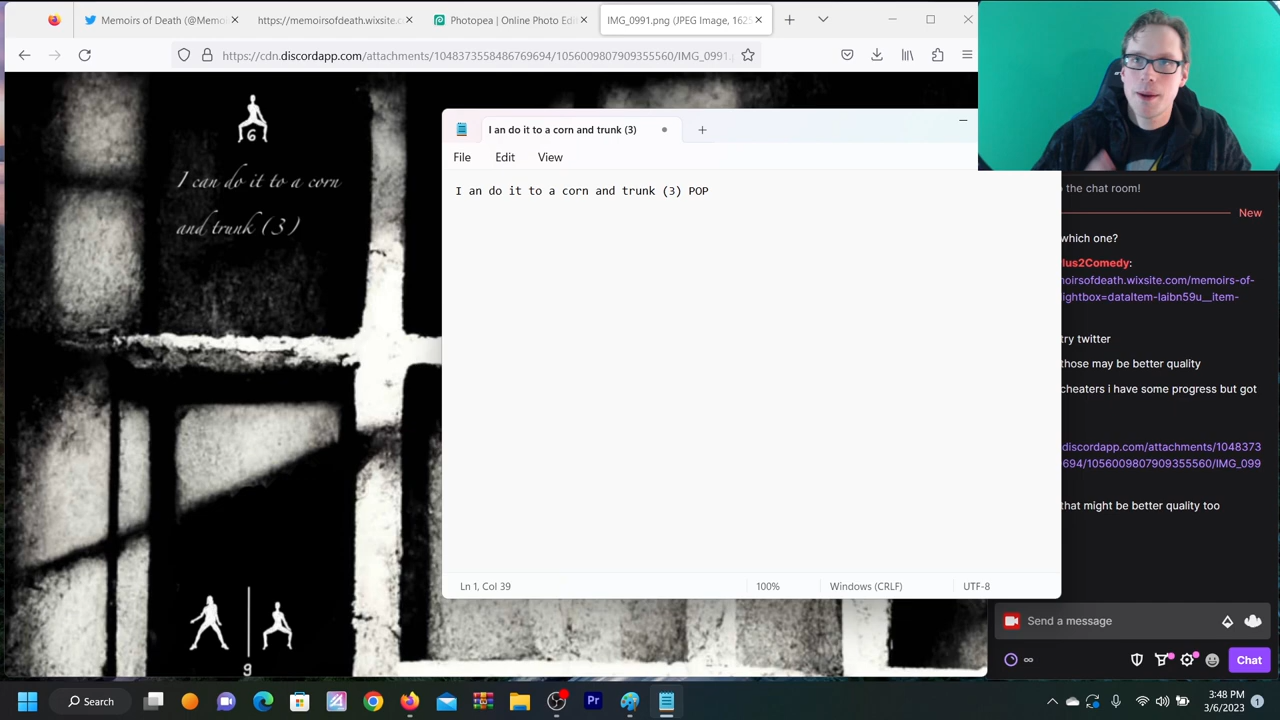 Memoirs of Death (@Memo
https://memoirsofdeath.wixsite.c
Photopea | Online Photo Edi
IMG_0991.png (JPEG Image, 1625
https://cdn.discordapp.com/attachments/1048373558486769694/1056009807909355560/IMG_0991.
6
I can do it to a corn
and trunk (3)
9
I an do it to a corn and trunk (3)
File Edit View
I an do it to a corn and trunk (3) POP
Ln 1, Col 39
100%
Windows (CRLF)
UTF-8
the chat room!
New
which one?
lus2Comedy:
noirsofdeath.wixsite.com/memoirs-of-
ightbox=dataItem-laibn59u__item-
try twitter
those may be better quality
cheaters i have some progress but got
discordapp.com/attachments/1048373
694/1056009807909355560/IMG_099
that might be better quality too
Send a message
Chat
Search
Pr
3:48 PM
3/6/2023
1